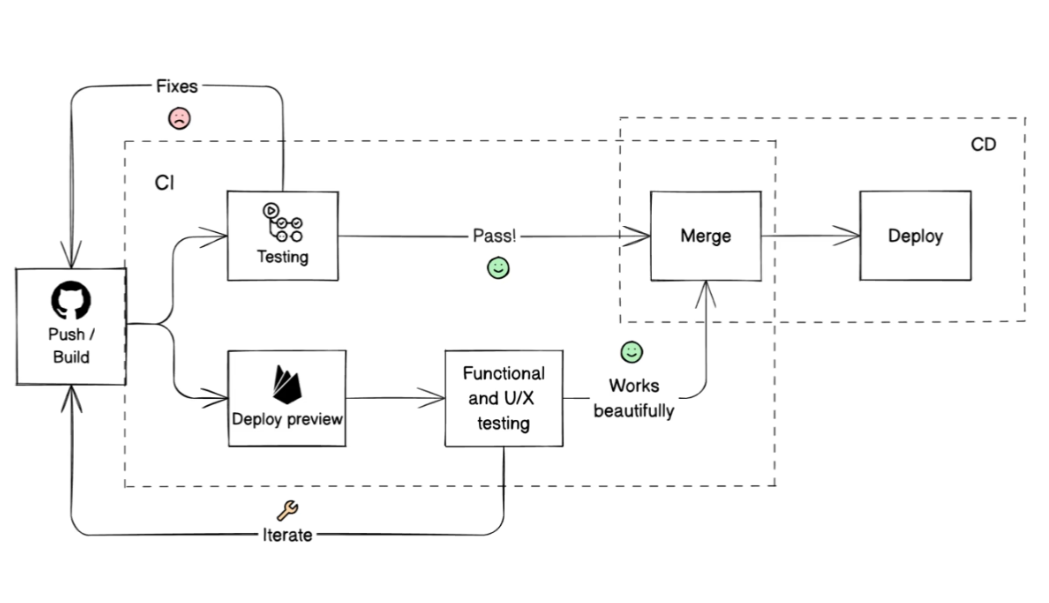 Fixes
CD
CI
Testing
Pass!
Merge
Deploy
Push /
Build
Deploy preview
Functional
and U/X
testing
Works
beautifully
Iterate